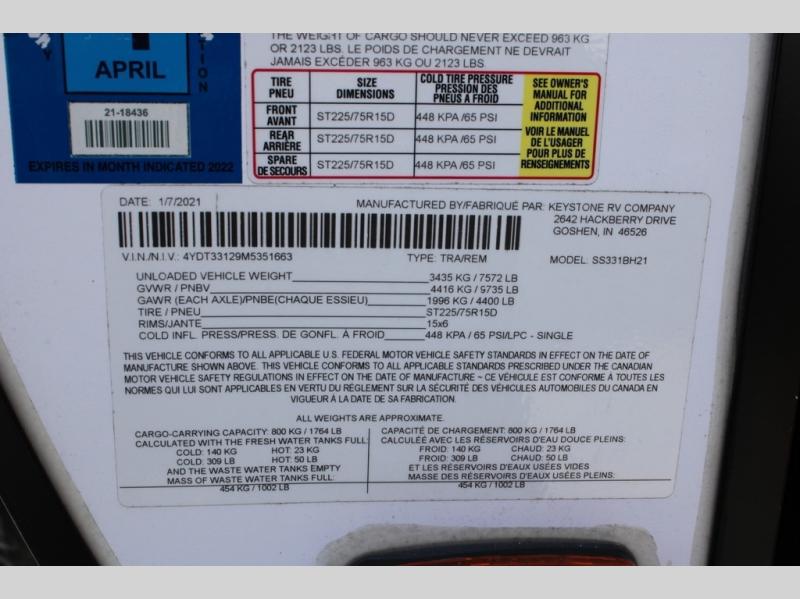 APRIL
21-18436
EXPIRES IN MONTH INDICATED 2022
THE WEIGHT OF CARGO SHOULD NEVER EXCEED 963 KG
OR 2123 LBS. LE POIDS DE CHARGEMENT NE DEVRAIT
JAMAIS EXCÉDER 963 KG OU 2123 LBS.
TIRE PNEU
SIZE DIMENSIONS
COLD TIRE PRESSURE
PRESSION DES
PNEUS A FROID
FRONT AVANT
ST225/75R15D
448 KPA /65 PSI
REAR ARRIÈRE
ST225/75R15D
448 KPA /65 PSI
SPARE DE SECOURS
ST225/75R15D
448 KPA /65 PSI
SEE OWNER'S
MANUAL FOR
ADDITIONAL
INFORMATION
VOIR LE MANUEL
DE L'USAGER
POUR PLUS DE
RENSEIGNEMENTS
DATE: 1/7/2021
MANUFACTURED BY/FABRIQUÉ PAR: KEYSTONE RV COMPANY
2642 HACKBERRY DRIVE
GOSHEN, IN 46526
V.I.N./N.I.V.: 4YDT33129M5351663 TYPE: TRA/REM MODEL: SS331BH21
UNLOADED VEHICLE WEIGHT 3435 KG / 7572 LB
GVWR / PNBV 4416 KG / 9735 LB
GAWR (EACH AXLE)/PNBE(CHAQUE ESSIEU) 1996 KG / 4400 LB
TIRE / PNEU ST225/75R15D
RIMS/JANTE 15x6
COLD INFL. PRESS/PRESS. DE GONFL. À FROID 448 KPA / 65 PSI/LPC - SINGLE
THIS VEHICLE CONFORMS TO ALL APPLICABLE U.S. FEDERAL MOTOR VEHICLE SAFETY STANDARDS IN EFFECT ON THE DATE OF
MANUFACTURE SHOWN ABOVE. THIS VEHICLE CONFORMS TO ALL APPLICABLE STANDARDS PRESCRIBED UNDER THE CANADIAN
MOTOR VEHICLE SAFETY REGULATIONS IN EFFECT ON THE DATE OF MANUFACTURE ~ CE VÉHICULE EST CONFORME À TOUTES LES
NORMES QUI LUI SONT APPLICABLES EN VERTU DU RÈGLEMENT SUR LA SÉCURITÉ DES VÉHICULES AUTOMOBILES DU CANADA EN
VIGUEUR À LA DATE DE SA FABRICATION.
ALL WEIGHTS ARE APPROXIMATE.
CARGO-CARRYING CAPACITY: 800 KG / 1764 LB
CALCULATED WITH THE FRESH WATER TANKS FULL:
COLD: 140 KG HOT: 23 KG
COLD: 309 LB HOT: 50 LB
AND THE WASTE WATER TANKS EMPTY
MASS OF WASTE WATER TANKS FULL:
454 KG / 1002 LB
CAPACITÉ DE CHARGEMENT: 800 KG / 1764 LB
CALCULÉE AVEC LES RÉSERVOIRS D'EAU DOUCE PLEINS:
FROID: 140 KG CHAUD: 23 KG
FROID: 309 LB CHAUD: 50 LB
ET LES RÉSERVOIRS D'EAUX USÉES VIDES
MASSE DES RÉSERVOIRS D'EAUX USÉES PLEINS:
454 KG / 1002 LB